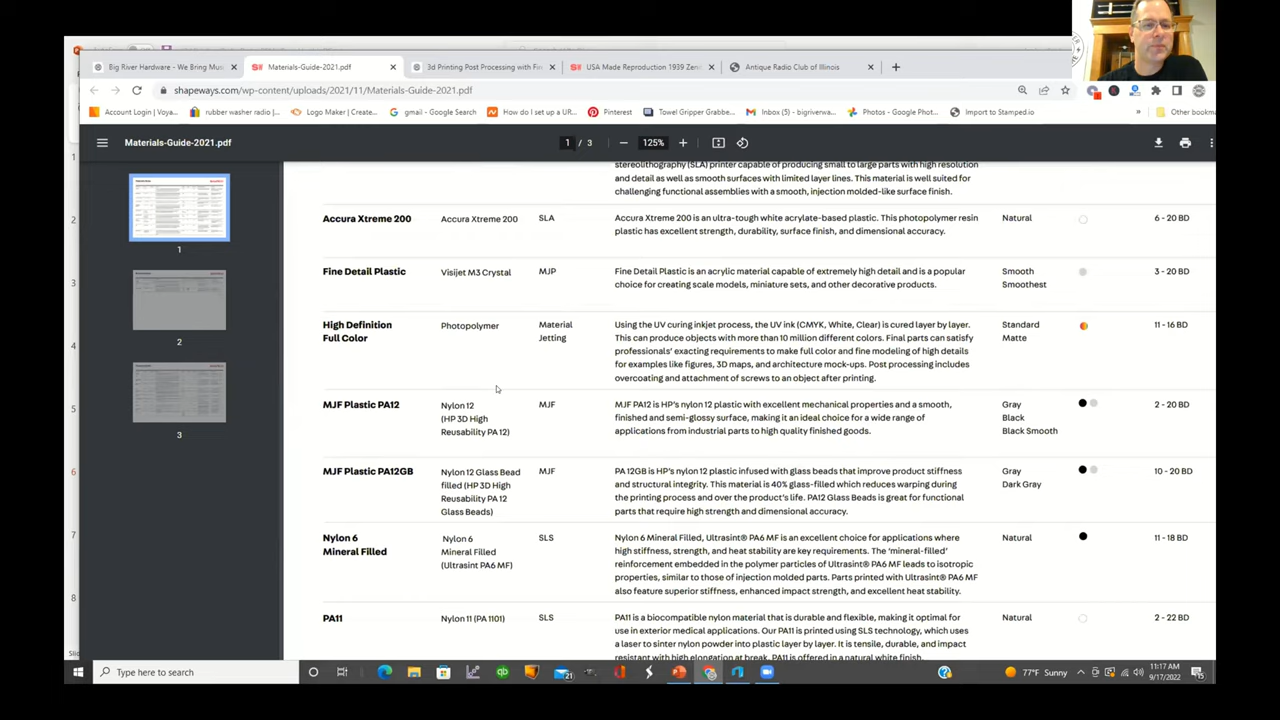 Big River Hardware - We Bring Mus
Materials-Guide-2021.pdf
3d Printing Post Processing with Fin
USA Made Reproduction 1939 Zen
Antique Radio Club of Illinois
shapeways.com/wp-content/uploads/2021/11/Materials-Guide-2021.pdf
Account Login | Voya...
rubber washer radio |...
Logo Maker | Create...
gmail - Google Search
How do I set up a UR...
Pinterest
Towel Gripper Grabbe...
Inbox (5) - bigriverwa...
Photos - Google Phot...
Import to Stamped.io
»
Other bookm
Materials-Guide-2021.pdf
1 / 3
125%
1
2
3
1
2
3
4
5
6
7
8
stereolithography (SLA) printer capable of producing small to large parts with high resolution
and detail as well as smooth surfaces with limited layer lines. This material is well suited for
challenging functional assemblies with a smooth, injection molded-like surface finish.
Accura Xtreme 200
Accura Xtreme 200
SLA
Accura Xtreme 200 is an ultra-tough white acrylate-based plastic. This photopolymer resin
plastic has excellent strength, durability, surface finish, and dimensional accuracy.
Natural
6 - 20 BD
Fine Detail Plastic
Visijet M3 Crystal
MJP
Fine Detail Plastic is an acrylic material capable of extremely high detail and is a popular
choice for creating scale models, miniature sets, and other decorative products.
Smooth
Smoothest
3 - 20 BD
High Definition
Full Color
Photopolymer
Material
Jetting
Using the UV curing inkjet process, the UV ink (CMYK, White, Clear) is cured layer by layer.
This can produce objects with more than 10 million different colors. Final parts can satisfy
professionals' exacting requirements to make full color and fine modeling of high details
for examples like figures, 3D maps, and architecture mock-ups. Post processing includes
overcoating and attachment of screws to an object after printing.
Standard
Matte
11 - 16 BD
MJF Plastic PA12
Nylon 12
(HP 3D High
Reusability PA 12)
MJF
MJF PA12 is HP's nylon 12 plastic with excellent mechanical properties and a smooth,
finished and semi-glossy surface, making it an ideal choice for a wide range of
applications from industrial parts to high quality finished goods.
Gray
Black
Black Smooth
2 - 20 BD
MJF Plastic PA12GB
Nylon 12 Glass Bead
filled (HP 3D High
Reusability PA 12
Glass Beads)
MJF
PA 12GB is HP's nylon 12 plastic infused with glass beads that improve product stiffness
and structural integrity. This material is 40% glass-filled which reduces warping during
the printing process and over the product's life. PA12 Glass Beads is great for functional
parts that require high strength and dimensional accuracy.
Gray
Dark Gray
10 - 20 BD
Nylon 6
Mineral Filled
Nylon 6
Mineral Filled
(Ultrasint PA6 MF)
SLS
Nylon 6 Mineral Filled, Ultrasint® PA6 MF is an excellent choice for applications where
high stiffness, strength, and heat stability are key requirements. The 'mineral-filled'
reinforcement embedded in the polymer particles of Ultrasint® PA6 MF leads to isotropic
properties, similar to those of injection molded parts. Parts printed with Ultrasint® PA6 MF
also feature superior stiffness, enhanced impact strength, and excellent heat stability.
Natural
11 - 18 BD
PA11
Nylon 11 (PA 1101)
SLS
PA11 is a biocompatible nylon material that is durable and flexible, making it optimal for
use in exterior medical applications. Our PA11 is printed using SLS technology, which uses
a laser to sinter nylon powder into plastic layer by layer. It is tensile, durable, and impact
resistant with high elongation at break. PA11 is offered in a natural white finish.
Natural
2 - 22 BD
Type here to search
21
77°F Sunny
11:17 AM
9/17/2022